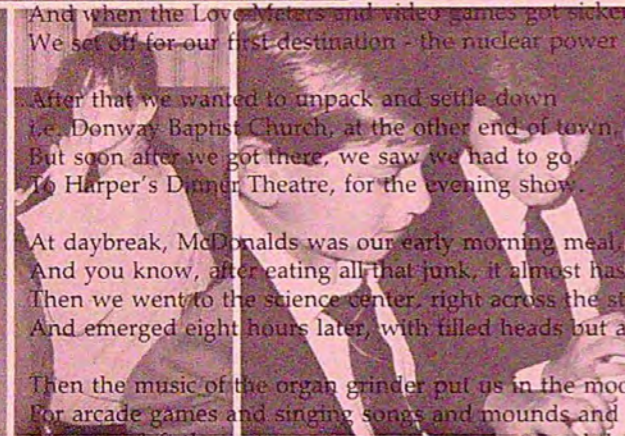 And when the Love Meters and video games got sicker
We set off for our first destination - the nuclear power
After that we wanted to unpack and settle down
i.e. Donway Baptist Church, at the other end of town.
But soon after we got there, we saw we had to go,
To Harper's Dinner Theatre, for the evening show.
At daybreak, McDonalds was our early morning meal,
And you know, after eating all that junk, it almost has
Then we went to the science center, right across the st
And emerged eight hours later, with filled heads but a
Then the music of the organ grinder put us in the moo
For arcade games and singing songs and mounds and